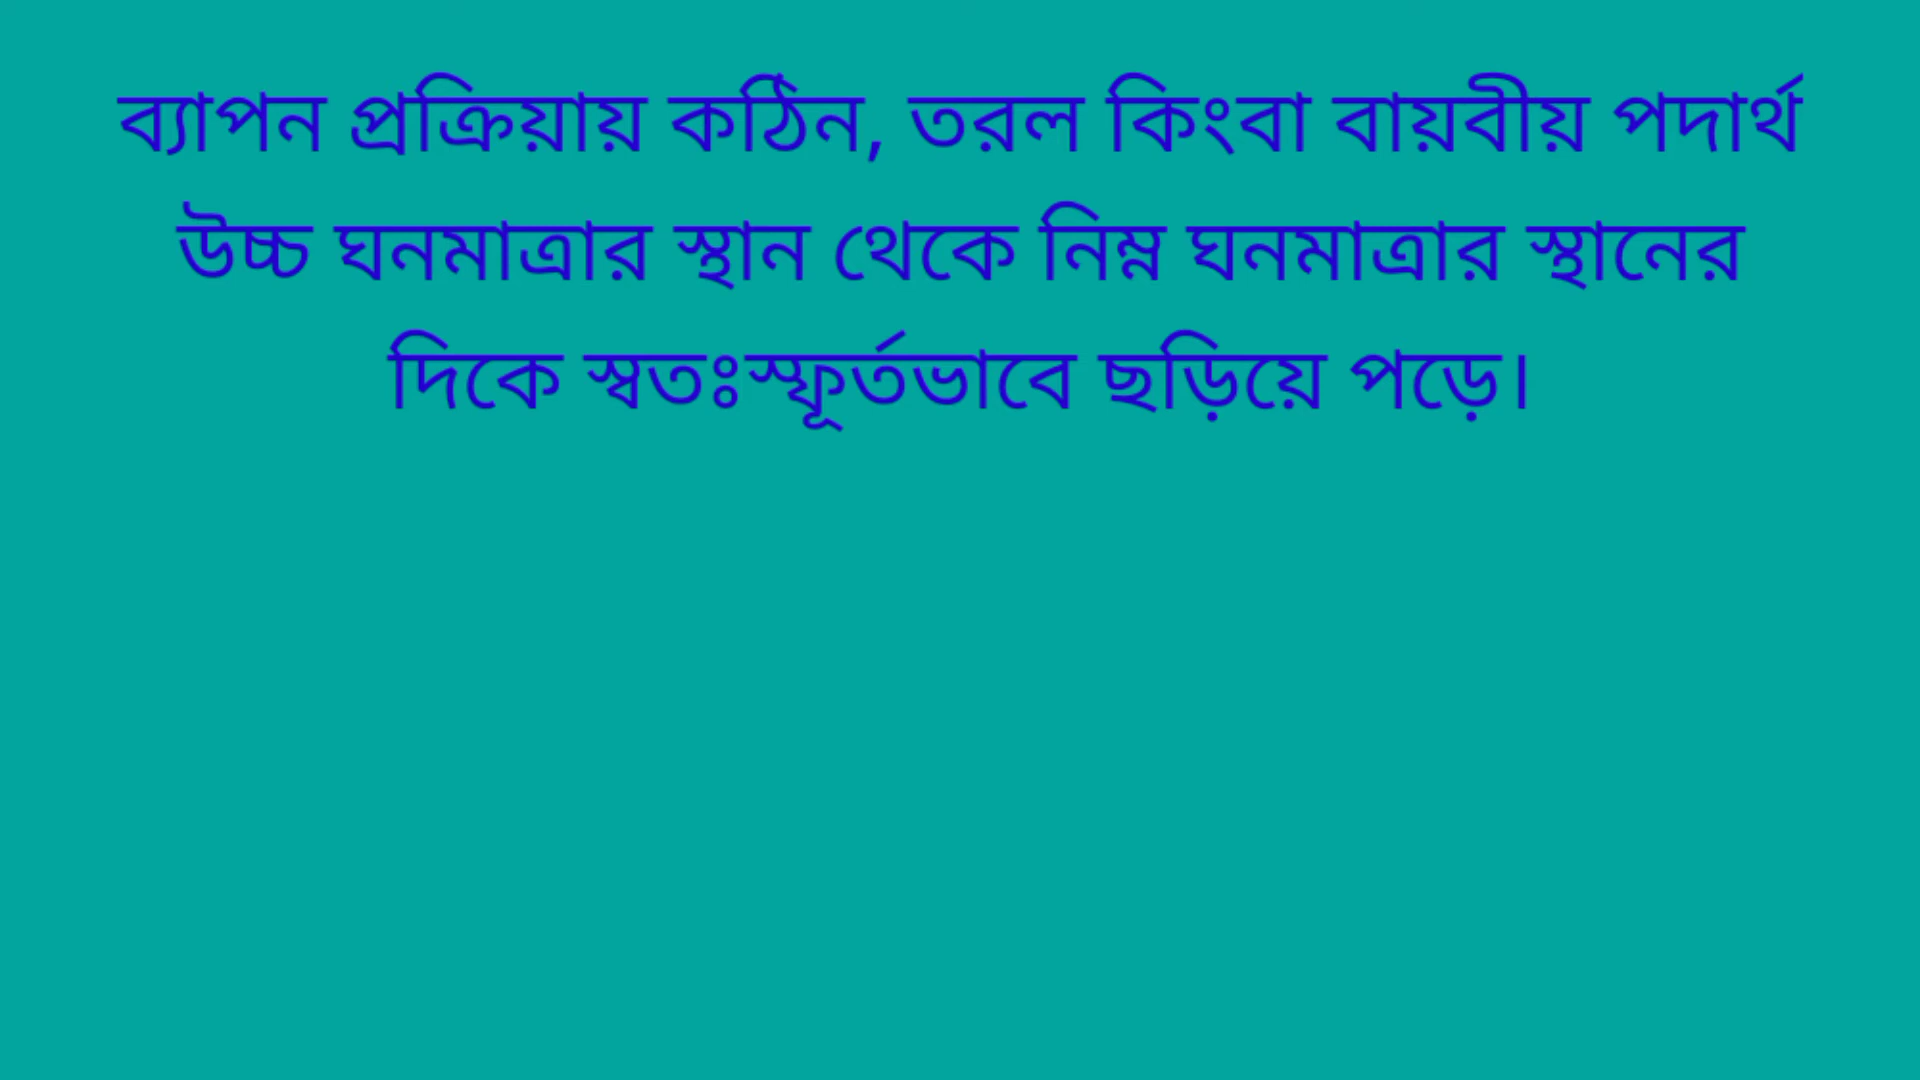 ব্যাপন প্রক্রিয়ায় কঠিন, তরল কিংবা বায়বীয় পদার্থ
উচ্চ ঘনমাত্রার স্থান থেকে নিম্ন ঘনমাত্রার স্থানের
দিকে স্বতঃস্ফূর্তভাবে ছড়িয়ে পড়ে।